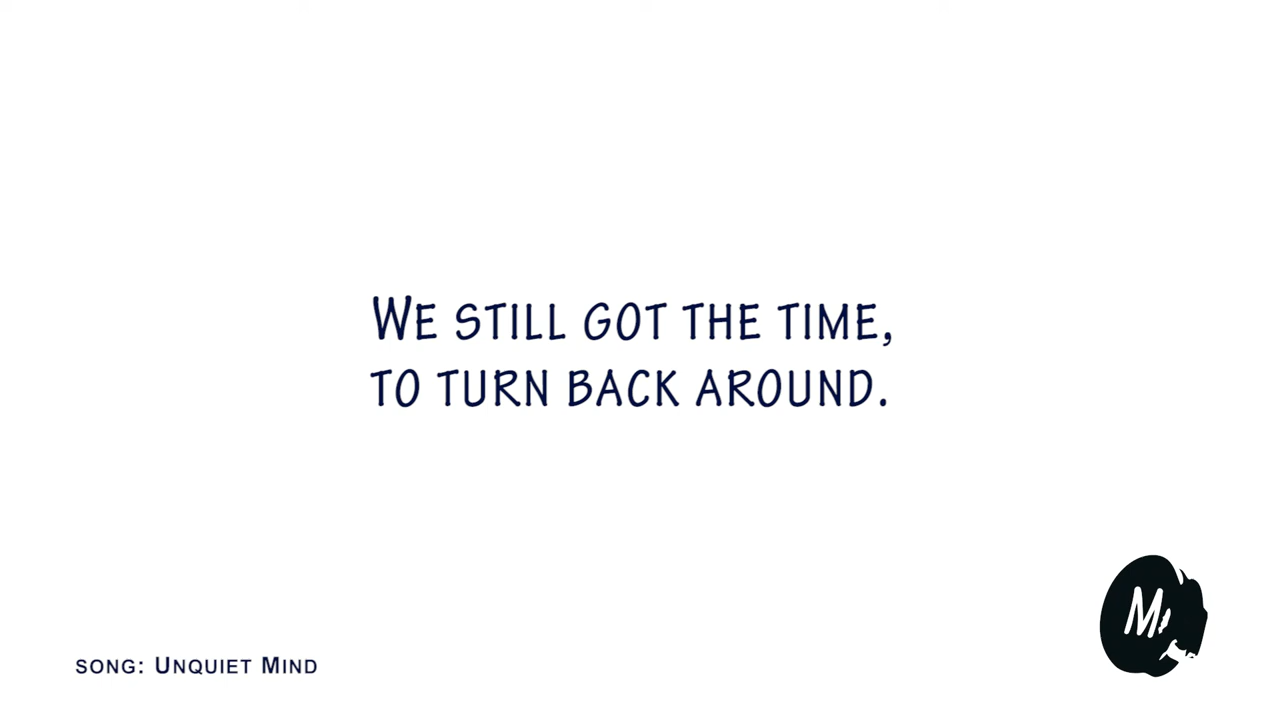 We still got the time,
to turn back around.
M
song: Unquiet Mind